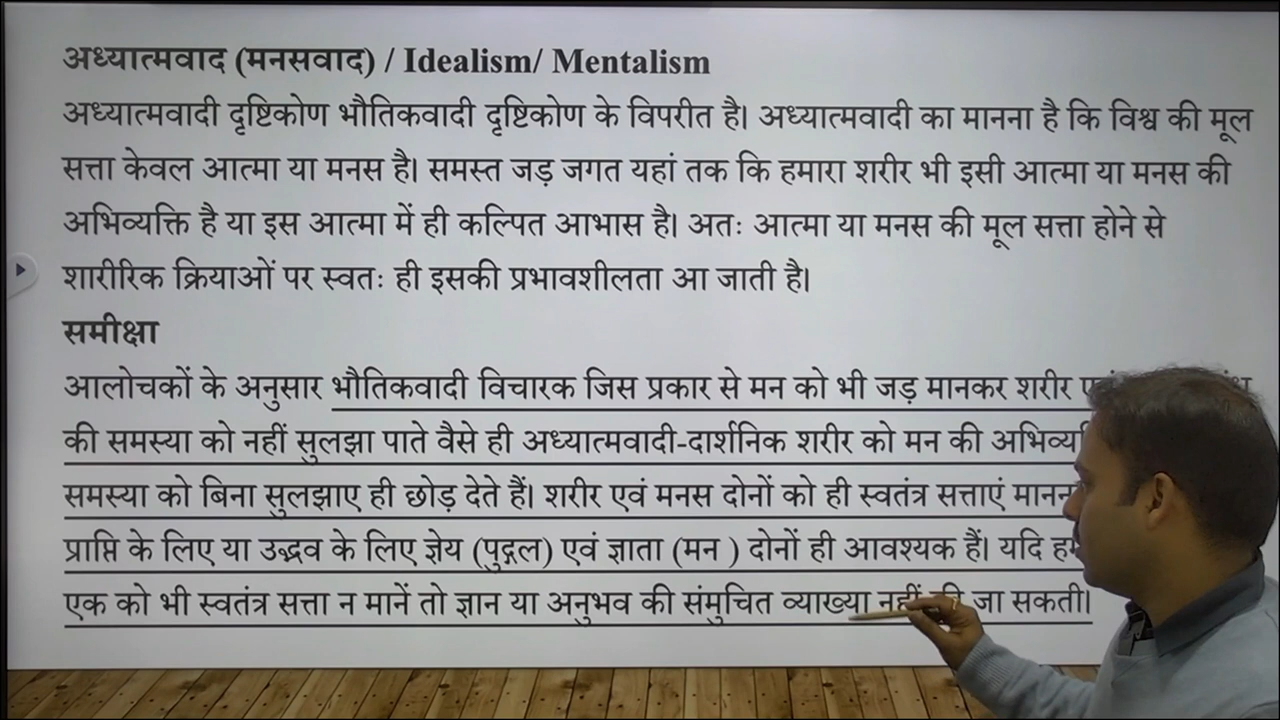 अध्यात्मवाद (मनसवाद) / Idealism/ Mentalism
अध्यात्मवादी दृष्टिकोण भौतिकवादी दृष्टिकोण के विपरीत है। अध्यात्मवादी का मानना है कि विश्व की मूल
सत्ता केवल आत्मा या मनस है। समस्त जड़ जगत यहां तक कि हमारा शरीर भी इसी आत्मा या मनस की
अभिव्यक्ति है या इस आत्मा में ही कल्पित आभास है। अतः आत्मा या मनस की मूल सत्ता होने से
शारीरिक क्रियाओं पर स्वतः ही इसकी प्रभावशीलता आ जाती है।
समीक्षा
आलोचकों के अनुसार भौतिकवादी विचारक जिस प्रकार से मन को भी जड़ मानकर शरीर
की समस्या को नहीं सुलझा पाते वैसे ही अध्यात्मवादी-दार्शनिक शरीर को मन की
समस्या को बिना सुलझाए ही छोड़ देते हैं। शरीर एवं मनस दोनों को ही स्वतंत्र सत्ताएं
प्राप्ति के लिए या उद्भव के लिए ज्ञेय (पुद्गल) एवं ज्ञाता (मन ) दोनों ही आवश्यक हैं। यदि
एक को भी स्वतंत्र सत्ता न मानें तो ज्ञान या अनुभव की संमुचित व्याख्या नहीं की जा सकती।